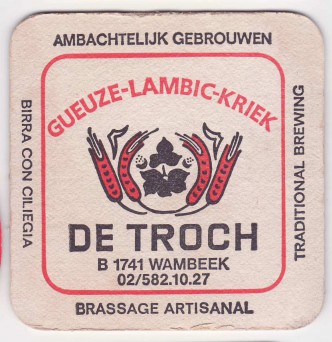 AMBACHTELIJK GEBROUWEN
GUEUZE-LAMBIC-KRIEK
BIRRA CON CILIEGIA
TRADITIONAL BREWING
DE TROCH
B 1741 WAMBEEK
02/582.10.27
BRASSAGE ARTISANAL